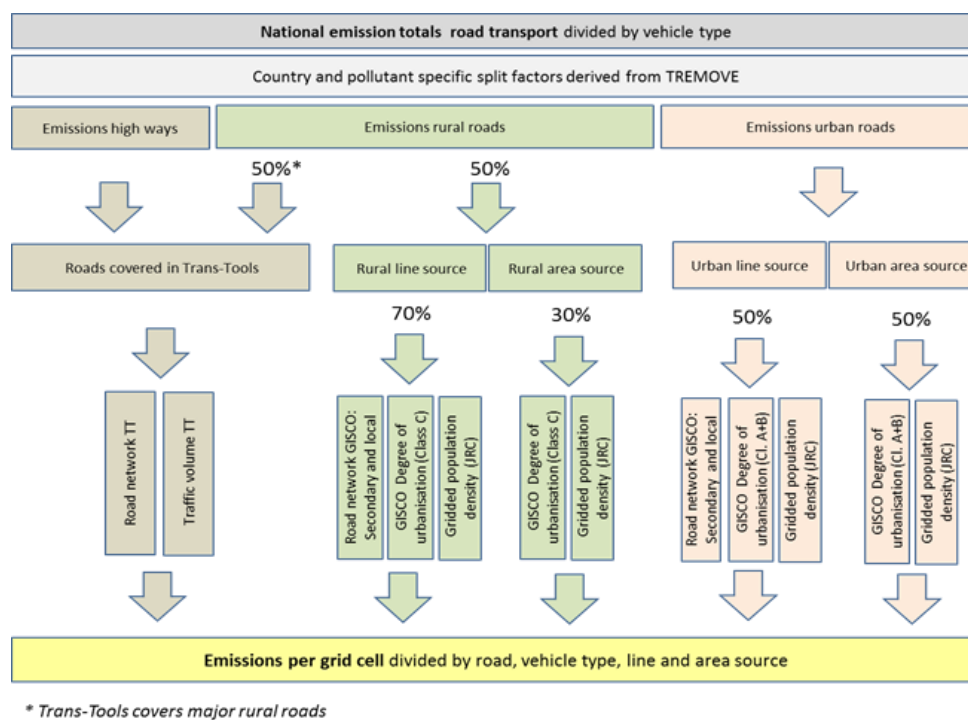 National emission totals road transport divided by vehicle type
Country and pollutant specific split factors derived from TREMOVE
Emissions high ways
Emissions rural roads
Emissions urban roads
50%*
50%
Roads covered in Trans-Tools
Rural line source
Rural area source
Urban line source
Urban area source
70%
30%
50%
50%
Road network TT
Traffic volume TT
Road network GISCO:
Secondary and local
GISCO Degree of
urbanisation (Class C)
Gridded population
density (JRC)
GISCO Degree of
urbanisation (Class C)
Gridded population
density (JRC)
Road network GISCO:
Secondary and local
GISCO Degree of
urbanisation (Cl. A+B)
Gridded population
density (JRC)
GISCO Degree of
urbanisation (Cl. A+B)
Gridded population
density (JRC)
Emissions per grid cell divided by road, vehicle type, line and area source
* Trans-Tools covers major rural roads